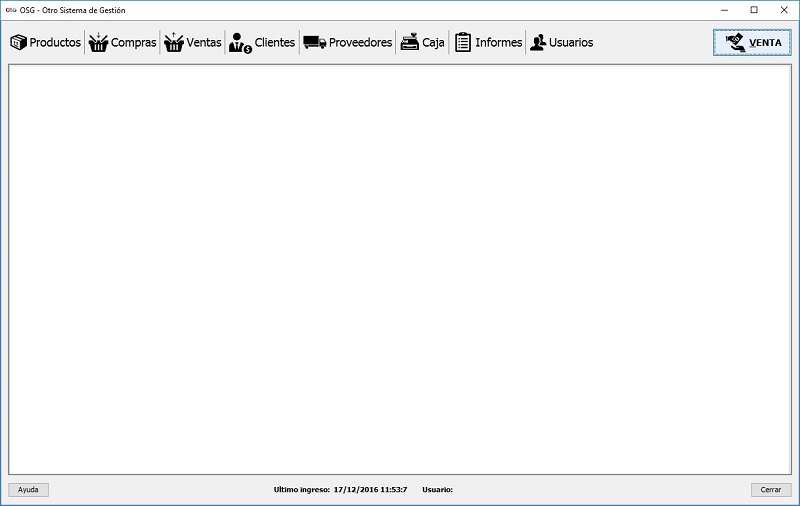 OSG OSG - Otro Sistema de Gestión
Productos Compras Ventas Clientes Proveedores Caja Informes Usuarios VENTA
Ayuda Ultimo ingreso: 17/12/2016 11:53:7 Usuario: Cerrar